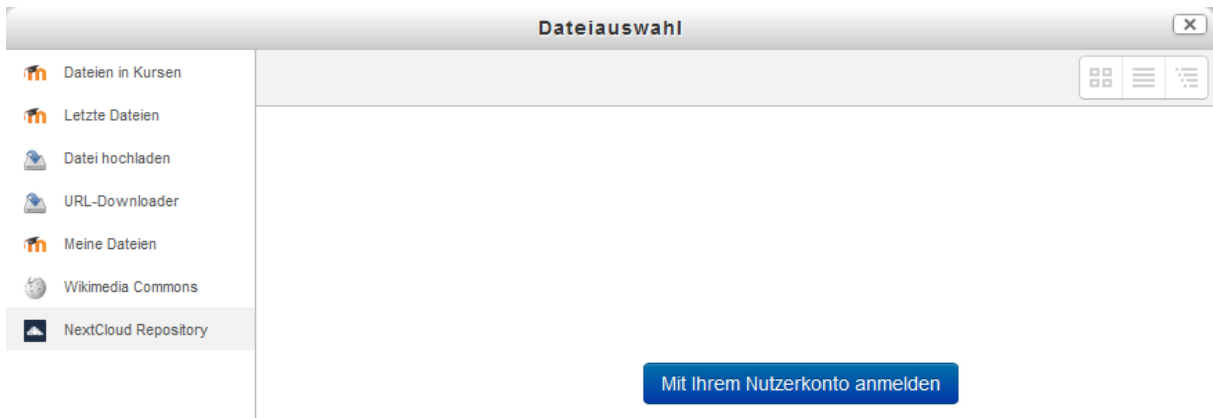 Dateiauswahl
Dateien in Kursen
Letzte Dateien
Datei hochladen
URL-Downloader
Meine Dateien
Wikimedia Commons
NextCloud Repository
Mit Ihrem Nutzerkonto anmelden